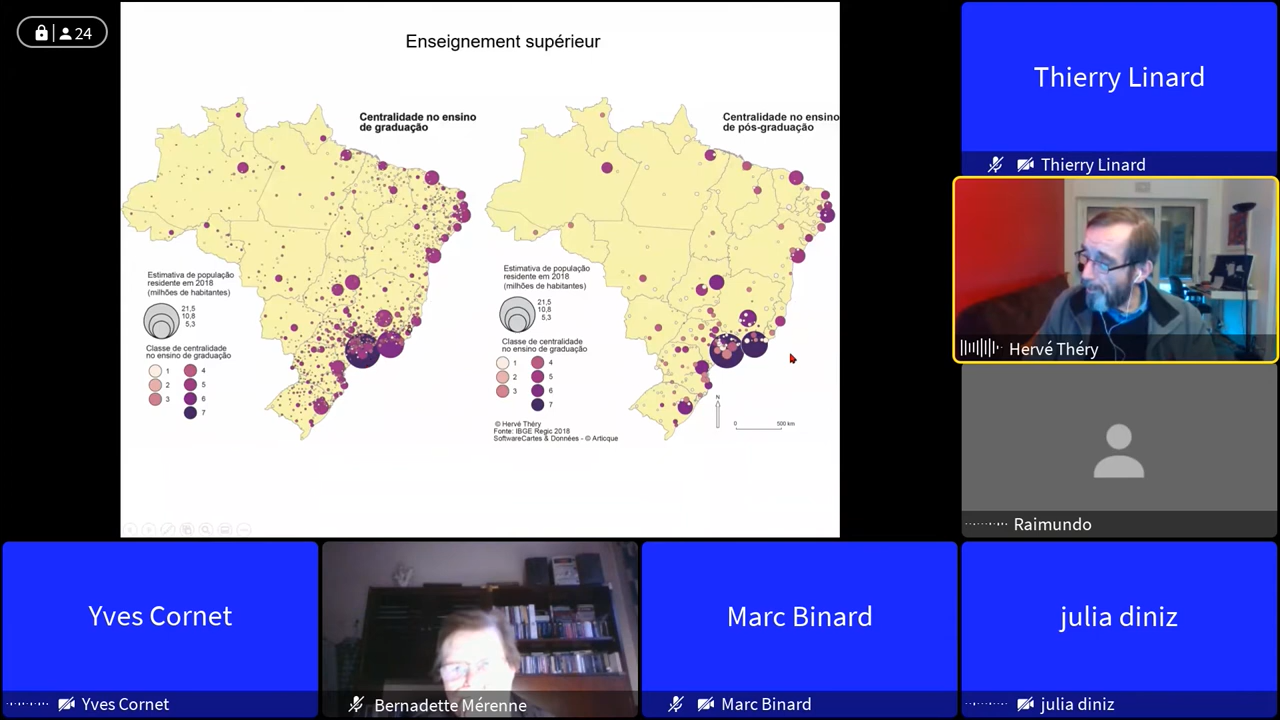 24
Enseignement supérieur
Centralidade no ensino
de graduação
Estimativa de população
residente em 2018
(milhões de habitantes)
21,5
10,8
5,3
Classe de centralidade
no ensino de graduação
1
2
3
4
5
6
7
Centralidade no ensino
de pós-graduação
Estimativa de população
residente em 2018
(milhões de habitantes)
21,5
10,8
5,3
Classe de centralidade
no ensino de graduação
1
2
3
4
5
6
7
© Hervé Théry
Fonte: IBGE Regic 2018
SoftwareCartes & Données - © Articque
N
0 500 km
Thierry Linard
Thierry Linard
Hervé Théry
Raimundo
Yves Cornet
Yves Cornet
Bernadette Mérenne
Marc Binard
Marc Binard
julia diniz
julia diniz